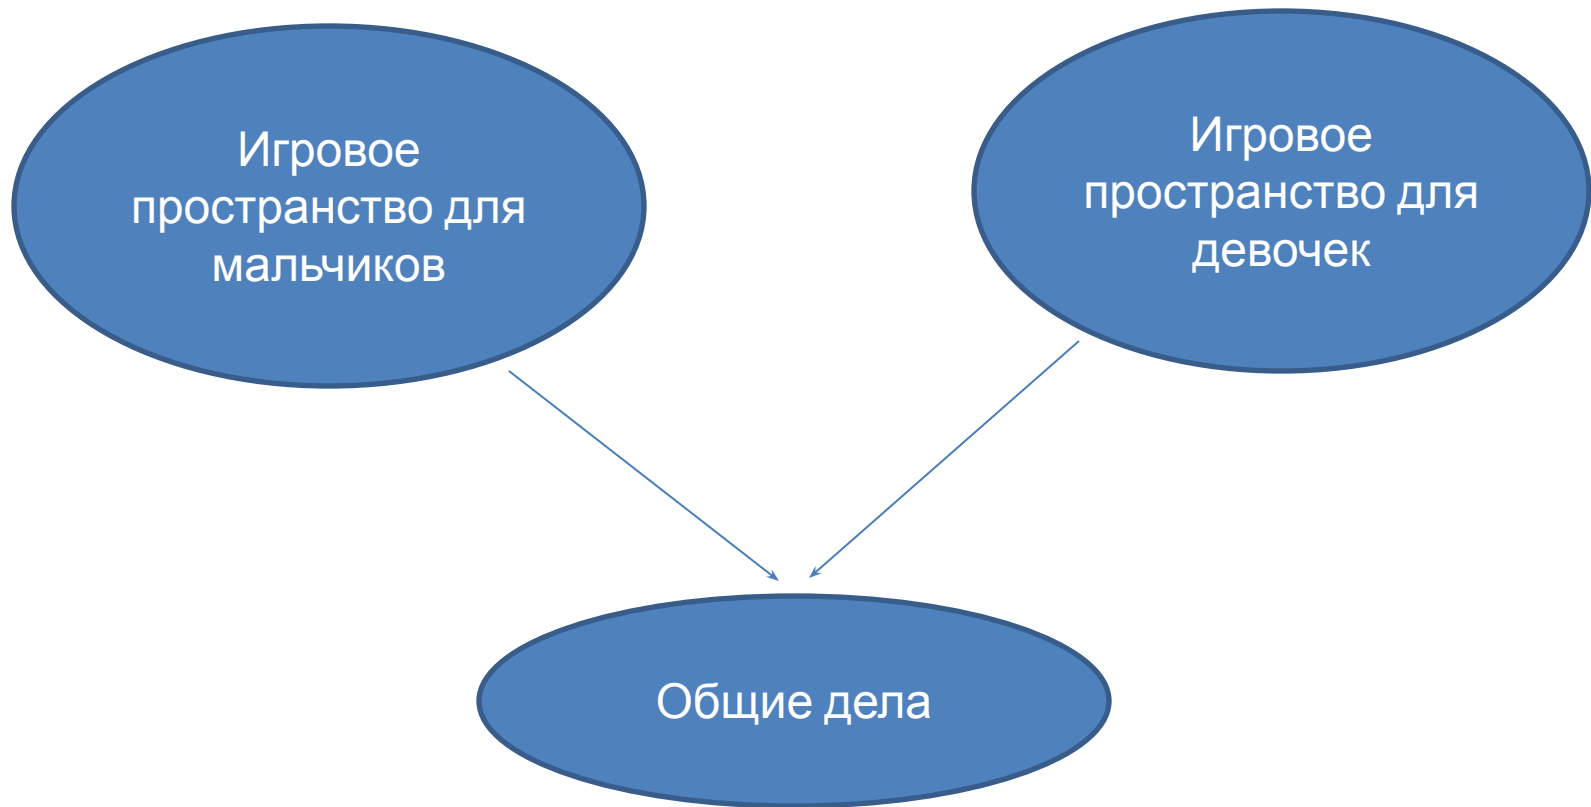 Игровое
пространство для
мальчиков
Игровое
пространство для
девочек
Общие дела